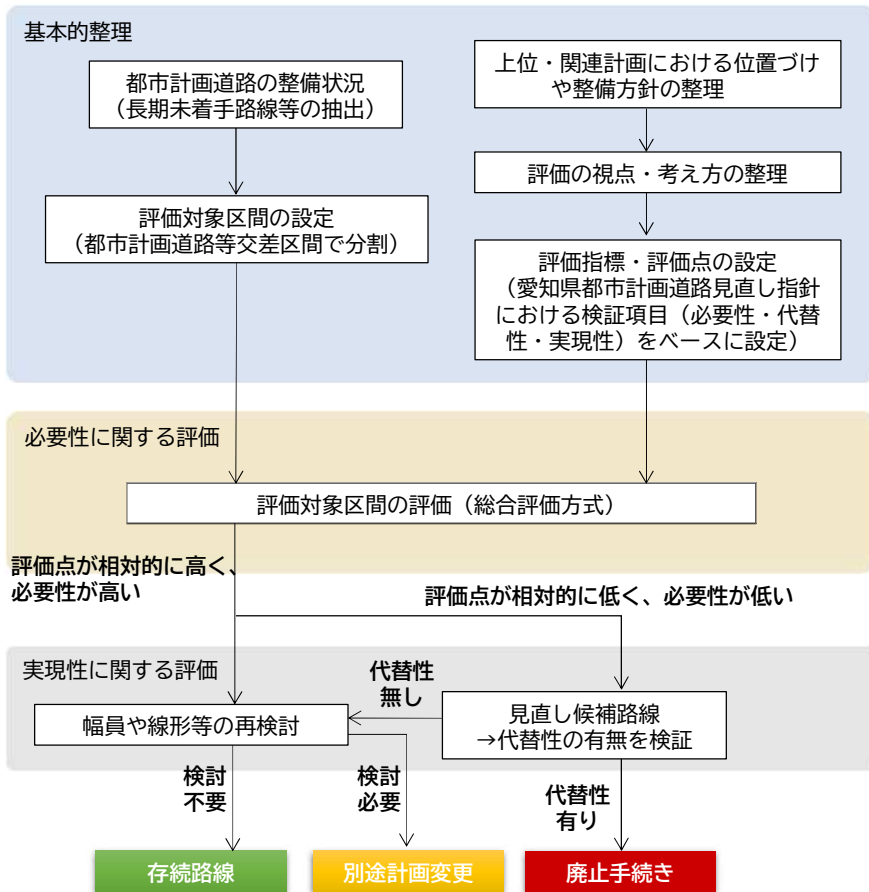 基本的整理
都市計画道路の整備状況
（長期未着手路線等の抽出）
評価対象区間の設定
（都市計画道路等交差区間で分割）
上位・関連計画における位置づけ
や整備方針の整理
評価の視点・考え方の整理
評価指標・評価点の設定
（愛知県都市計画道路見直し指針
における検証項目（必要性・代替
性・実現性）をベースに設定）
必要性に関する評価
評価対象区間の評価（総合評価方式）
評価点が相対的に高く、
必要性が高い
評価点が相対的に低く、必要性が低い
実現性に関する評価
代替性
無し
幅員や線形等の再検討
見直し候補路線
→代替性の有無を検証
検討
不要
検討
必要
代替性
有り
存続路線
別途計画変更
廃止手続き